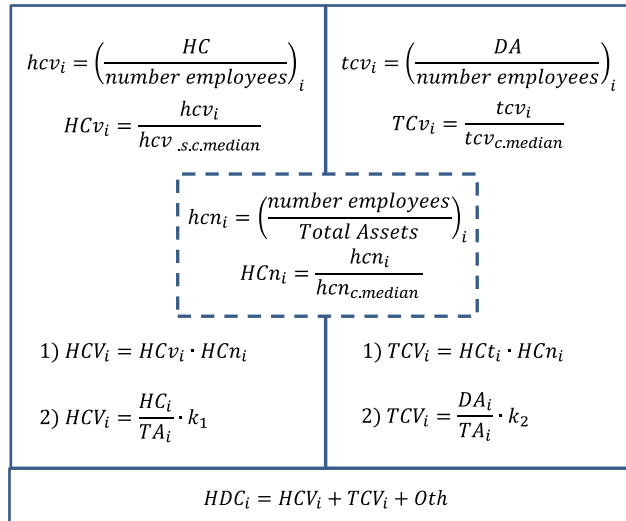 hcv_i = (HC / number employees)_i
HCv_i = hcv_i / hcv_.s.c.median
tcv_i = (DA / number employees)_i
TCv_i = tcv_i / tcv_c.median
hcn_i = (number employees / Total Assets)_i
HCn_i = hcn_i / hcn_c.median
1) HCV_i = HCv_i · HCn_i
2) HCV_i = HC_i / TA_i · k_1
1) TCV_i = HCt_i · HCn_i
2) TCV_i = DA_i / TA_i · k_2
HDC_i = HCV_i + TCV_i + Oth